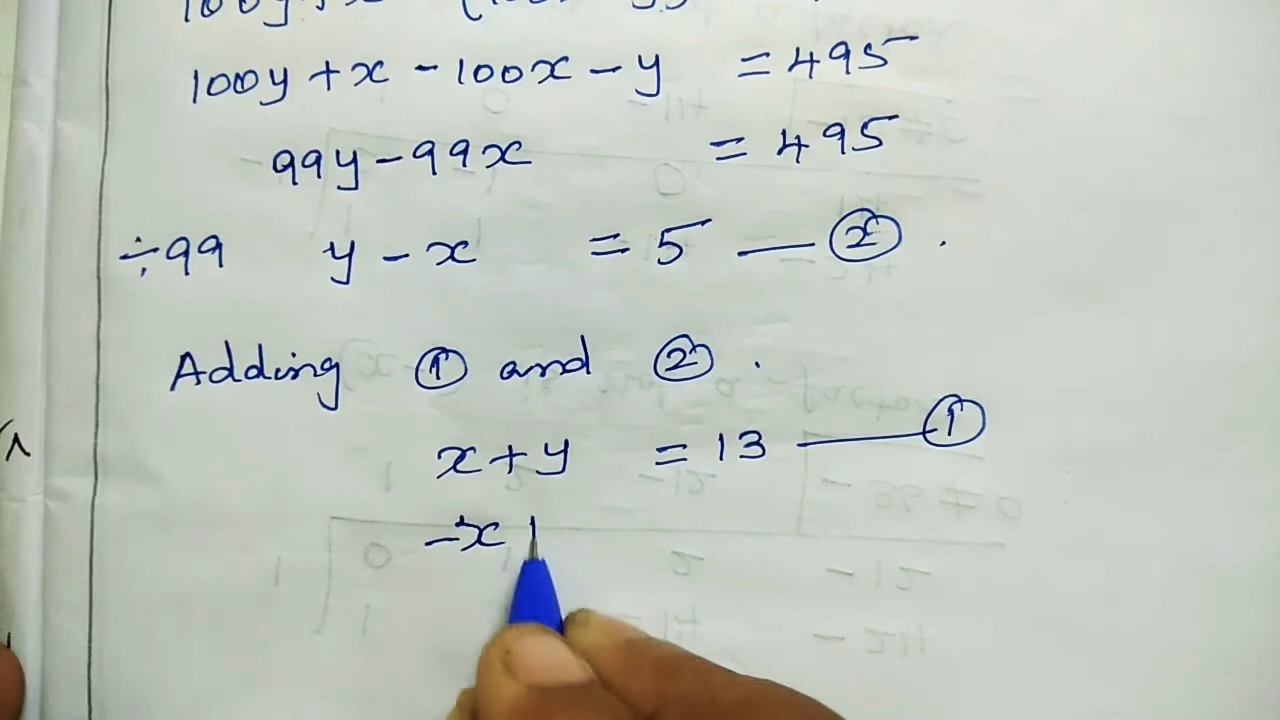 100y + x - 100x - y = 495
99y - 99x = 495
÷99 y - x = 5 — ②
Adding ① and ② .
x + y = 13 — ①
-x